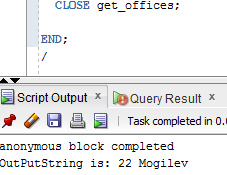 CLOSE get_offices;
END;
/
Script Output x Query Result x
Task completed in 0.0
anonymous block completed
OutPutString is: 22 Mogilev